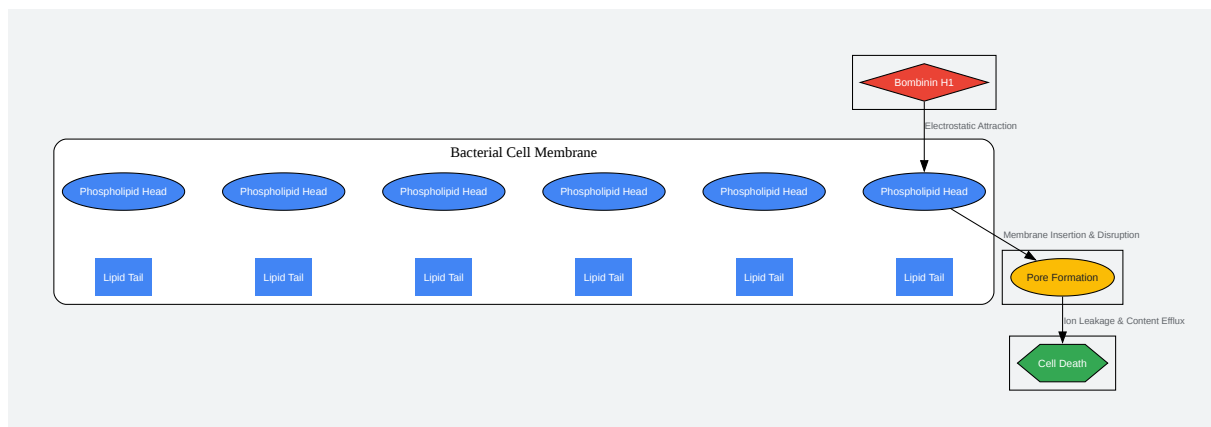 Bombinin H1
Electrostatic Attraction
Bacterial Cell Membrane
Phospholipid Head
Phospholipid Head
Phospholipid Head
Phospholipid Head
Phospholipid Head
Phospholipid Head
Membrane Insertion & Disruption
Lipid Tail
Lipid Tail
Lipid Tail
Lipid Tail
Lipid Tail
Lipid Tail
Pore Formation
Ion Leakage & Content Efflux
Cell Death